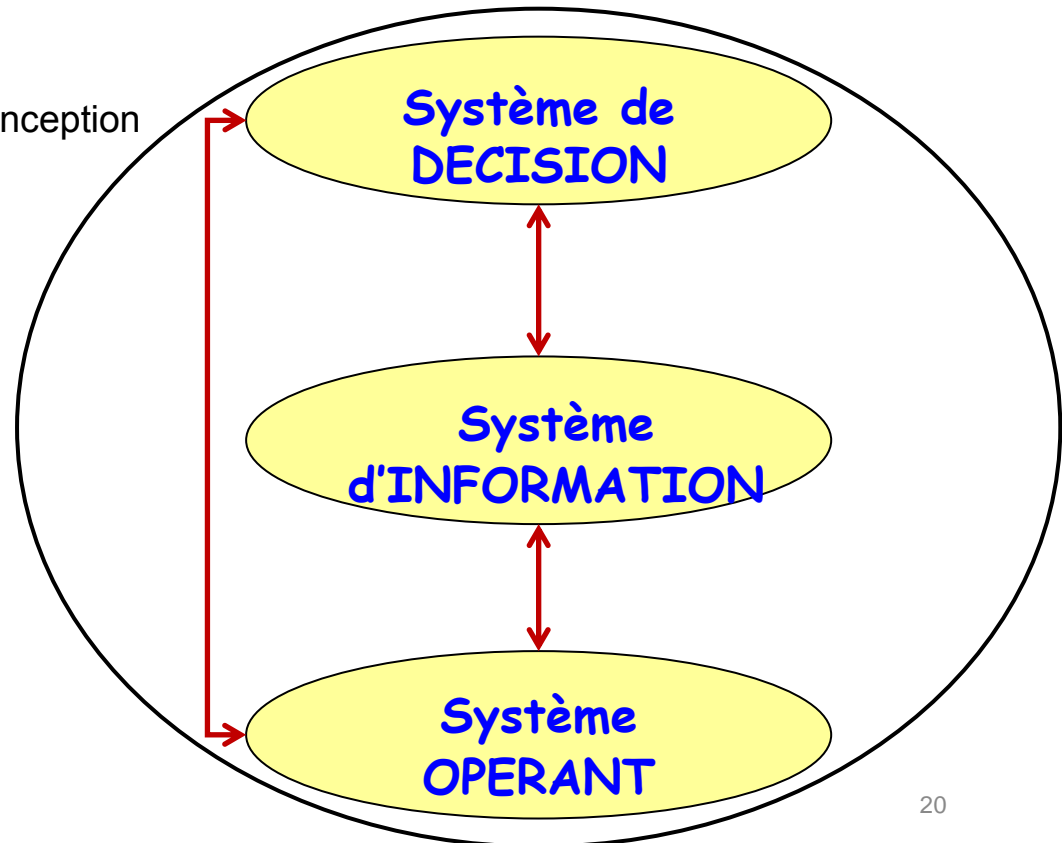 nception
Système de
DECISION
Système
d'INFORMATION
Système
OPERANT
20